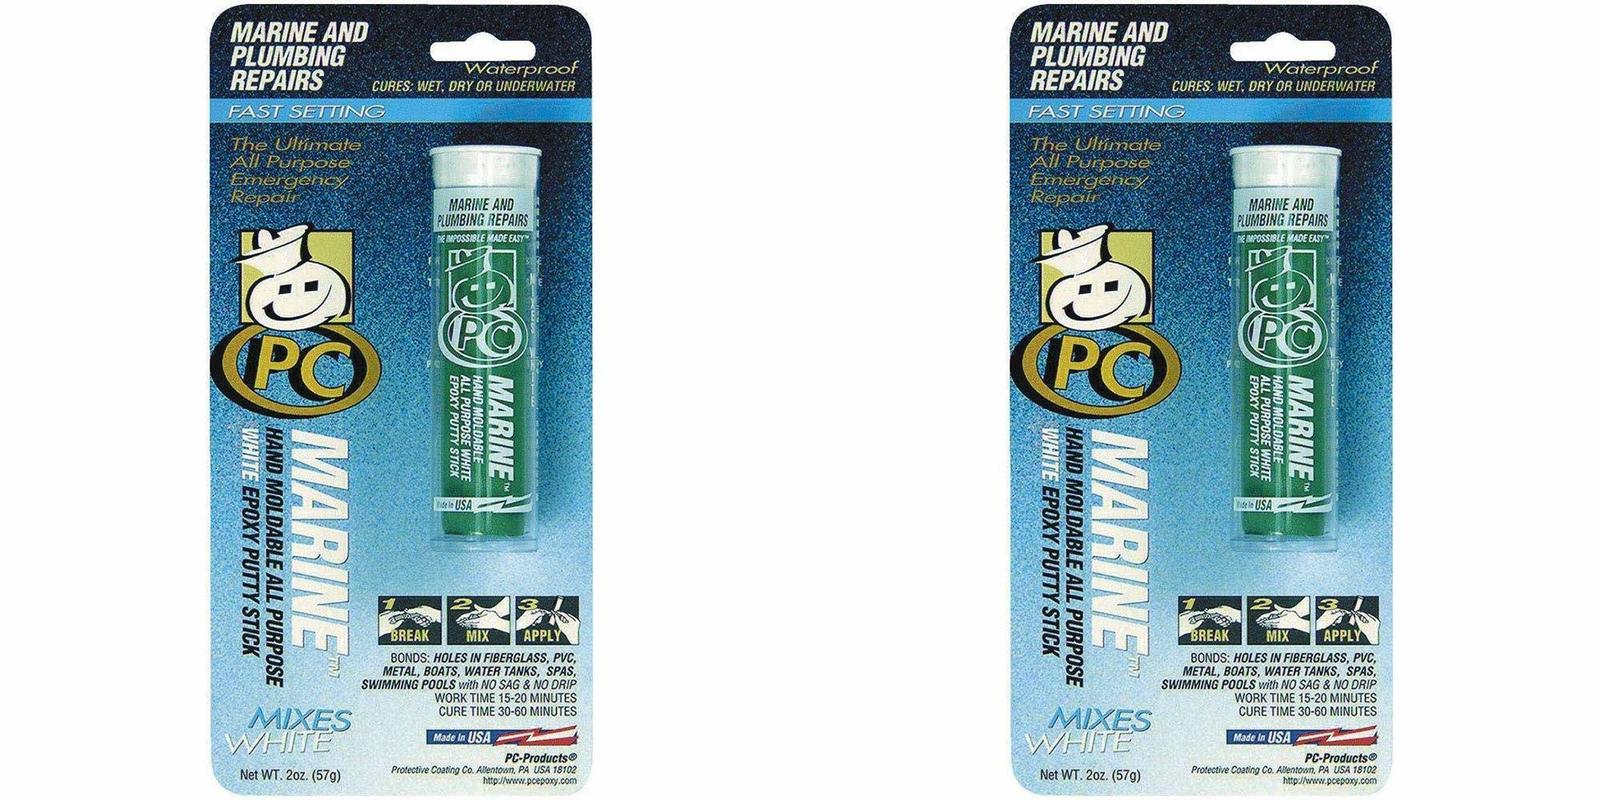 MARINE AND
PLUMBING
REPAIRS
Waterproof
CURES: WET, DRY OR UNDERWATER
FAST SETTING
The Ultimate
All Purpose
Emergency
Repair
PC
MARINE™
HAND MOLDABLE ALL PURPOSE
WHITE EPOXY PUTTY STICK
MARINE AND
PLUMBING REPAIRS
THE IMPOSSIBLE MADE EASY™
PC
MARINE™
HAND MOLDABLE
ALL PURPOSE WHITE
EPOXY PUTTY STICK
Made In USA
1 BREAK
2 MIX
3 APPLY
BONDS: HOLES IN FIBERGLASS, PVC,
METAL, BOATS, WATER TANKS, SPAS,
SWIMMING POOLS with NO SAG & NO DRIP
WORK TIME 15-20 MINUTES
CURE TIME 30-60 MINUTES
MIXES
WHITE
Made In USA
Net WT. 2oz. (57g)
PC-Products®
Protective Coating Co. Allentown, PA USA 18102
http://www.pcepoxy.com
MARINE AND
PLUMBING
REPAIRS
Waterproof
CURES: WET, DRY OR UNDERWATER
FAST SETTING
The Ultimate
All Purpose
Emergency
Repair
PC
MARINE™
HAND MOLDABLE ALL PURPOSE
WHITE EPOXY PUTTY STICK
MARINE AND
PLUMBING REPAIRS
THE IMPOSSIBLE MADE EASY™
PC
MARINE™
HAND MOLDABLE
ALL PURPOSE WHITE
EPOXY PUTTY STICK
Made In USA
1 BREAK
2 MIX
3 APPLY
BONDS: HOLES IN FIBERGLASS, PVC,
METAL, BOATS, WATER TANKS, SPAS,
SWIMMING POOLS with NO SAG & NO DRIP
WORK TIME 15-20 MINUTES
CURE TIME 30-60 MINUTES
MIXES
WHITE
Made In USA
Net WT. 2oz. (57g)
PC-Products®
Protective Coating Co. Allentown, PA USA 18102
http://www.pcepoxy.com